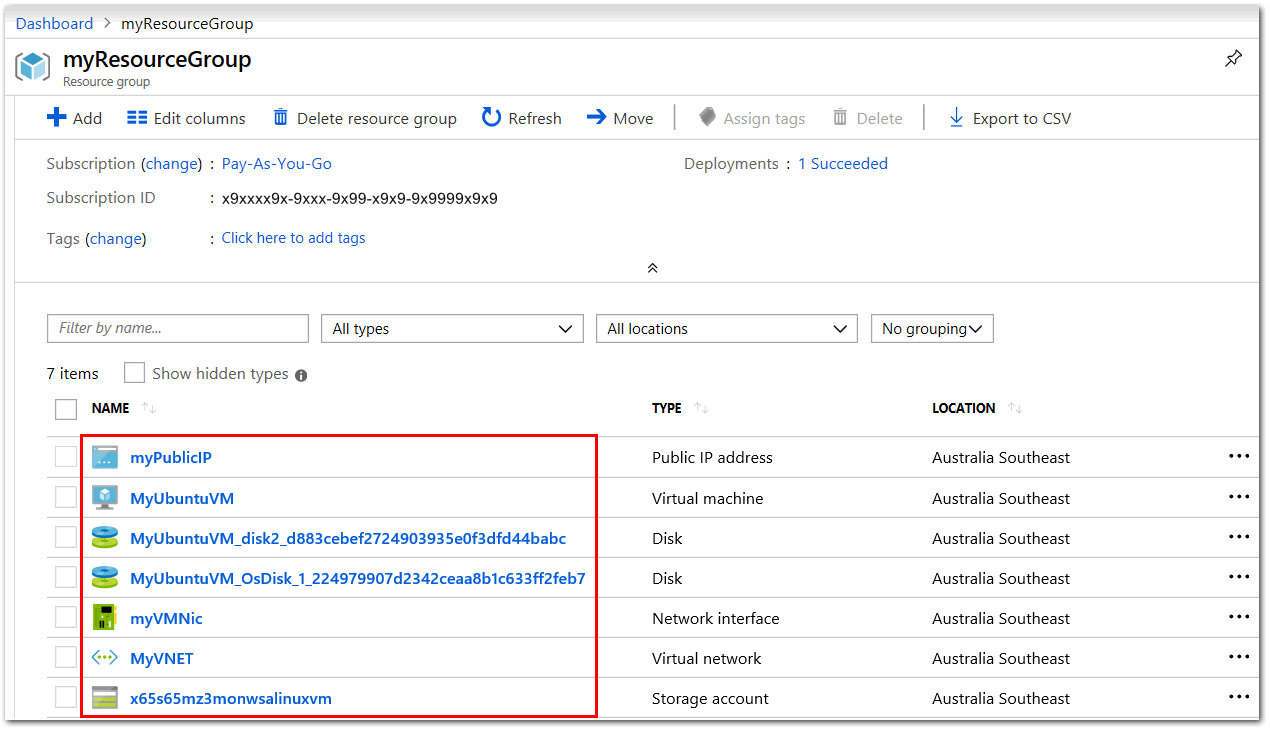 Dashboard > myResourceGroup
myResourceGroup
Resource group
Add Edit columns Delete resource group Refresh Move Assign tags Delete Export to CSV
Subscription (change) : Pay-As-You-Go Deployments : 1 Succeeded
Subscription ID : x9xxxx9x-9xxx-9x99-x9x9-9x9999x9x9
Tags (change) : Click here to add tags
Filter by name... All types All locations No grouping
7 items Show hidden types
NAME TYPE LOCATION
myPublicIP Public IP address Australia Southeast
MyUbuntuVM Virtual machine Australia Southeast
MyUbuntuVM_disk2_d883cebef2724903935e0f3dfd44babc Disk Australia Southeast
MyUbuntuVM_OsDisk_1_224979907d2342ceaa8b1c633ff2feb7 Disk Australia Southeast
myVMNic Network interface Australia Southeast
MyVNET Virtual network Australia Southeast
x65s65mz3monwsalinuxvm Storage account Australia Southeast